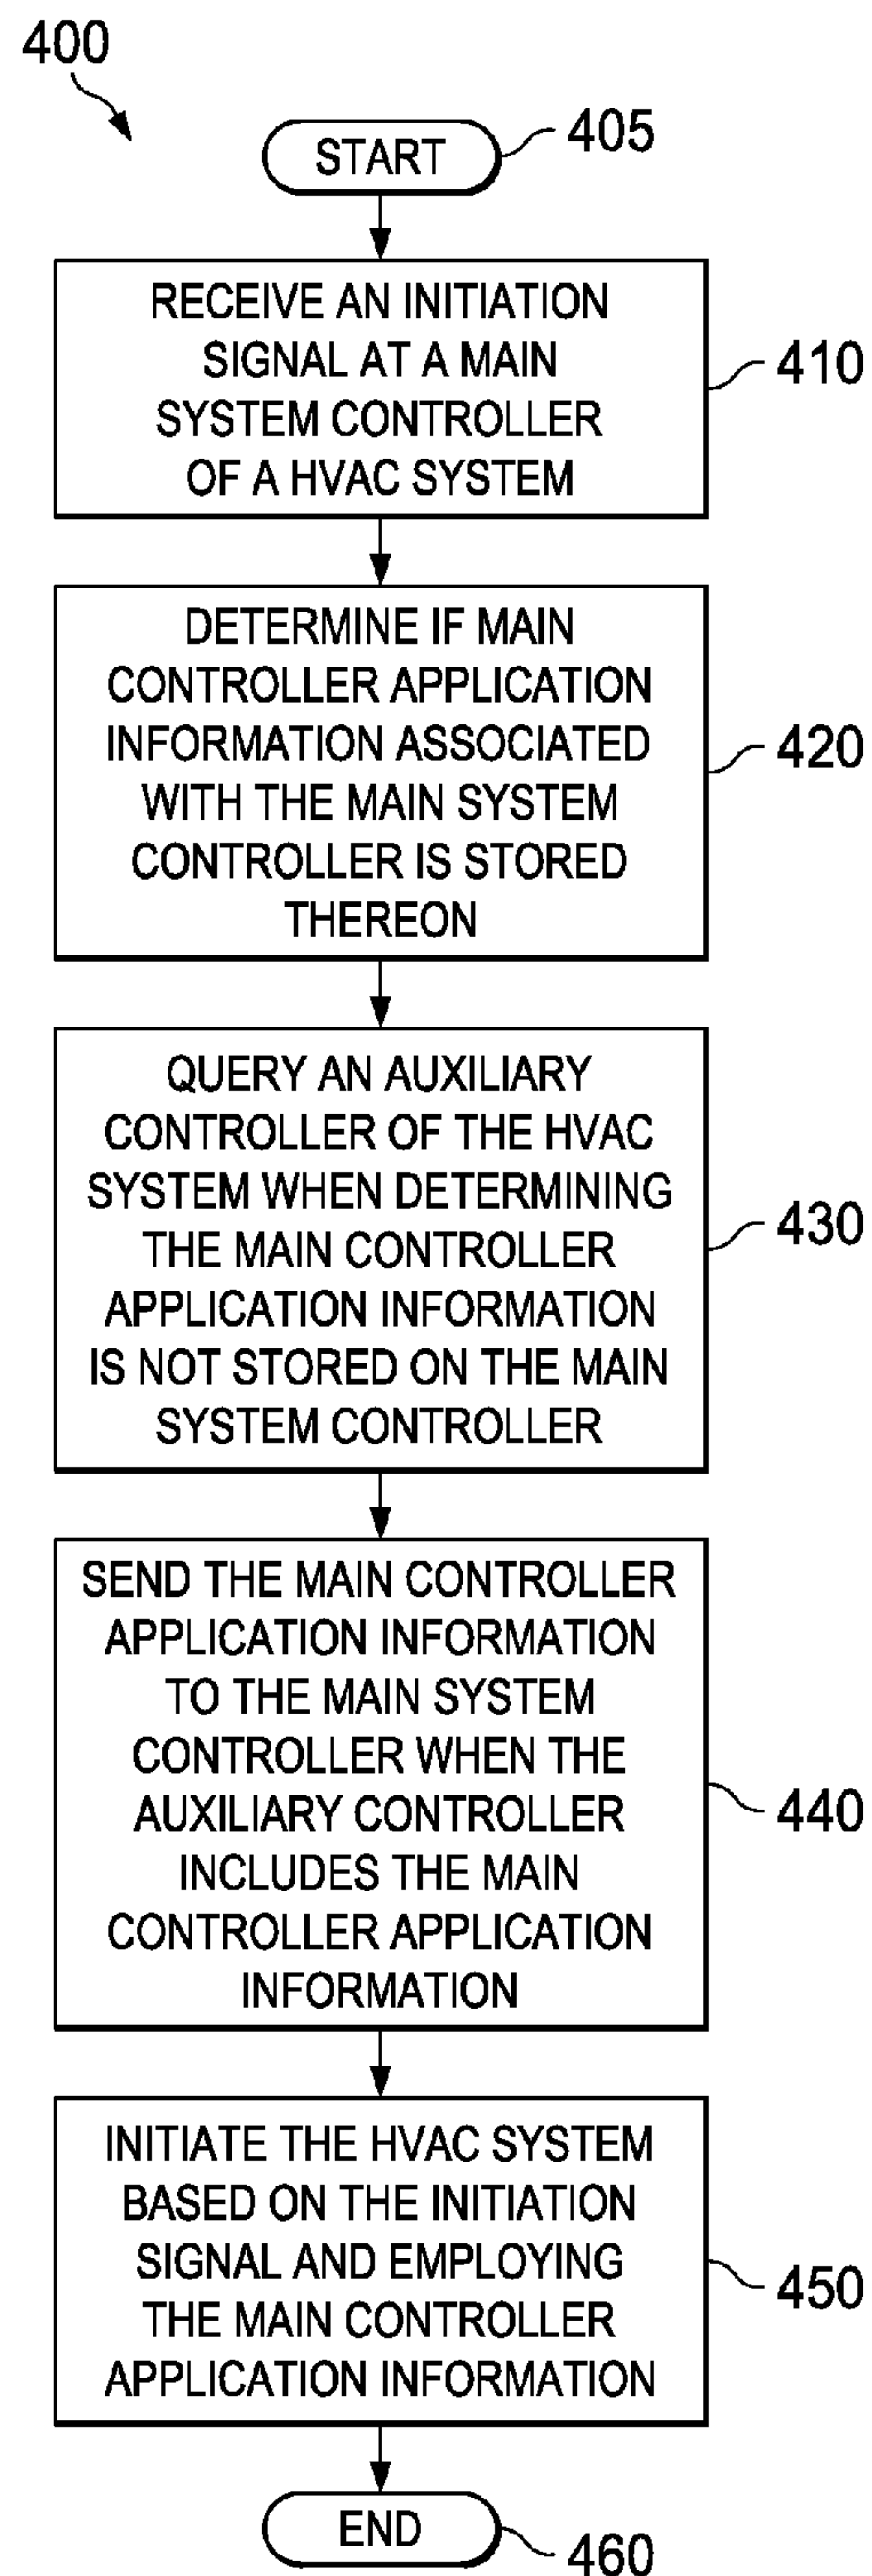 400
START
405
RECEIVE AN INITIATION
SIGNAL AT A MAIN
SYSTEM CONTROLLER
OF A HVAC SYSTEM
410
DETERMINE IF MAIN
CONTROLLER APPLICATION
INFORMATION ASSOCIATED
WITH THE MAIN SYSTEM
CONTROLLER IS STORED
THEREON
420
QUERY AN AUXILIARY
CONTROLLER OF THE HVAC
SYSTEM WHEN DETERMINING
THE MAIN CONTROLLER
APPLICATION INFORMATION
IS NOT STORED ON THE MAIN
SYSTEM CONTROLLER
430
SEND THE MAIN CONTROLLER
APPLICATION INFORMATION
TO THE MAIN SYSTEM
CONTROLLER WHEN THE
AUXILIARY CONTROLLER
INCLUDES THE MAIN
CONTROLLER APPLICATION
INFORMATION
440
INITIATE THE HVAC SYSTEM
BASED ON THE INITIATION
SIGNAL AND EMPLOYING
THE MAIN CONTROLLER
APPLICATION INFORMATION
450
END
460